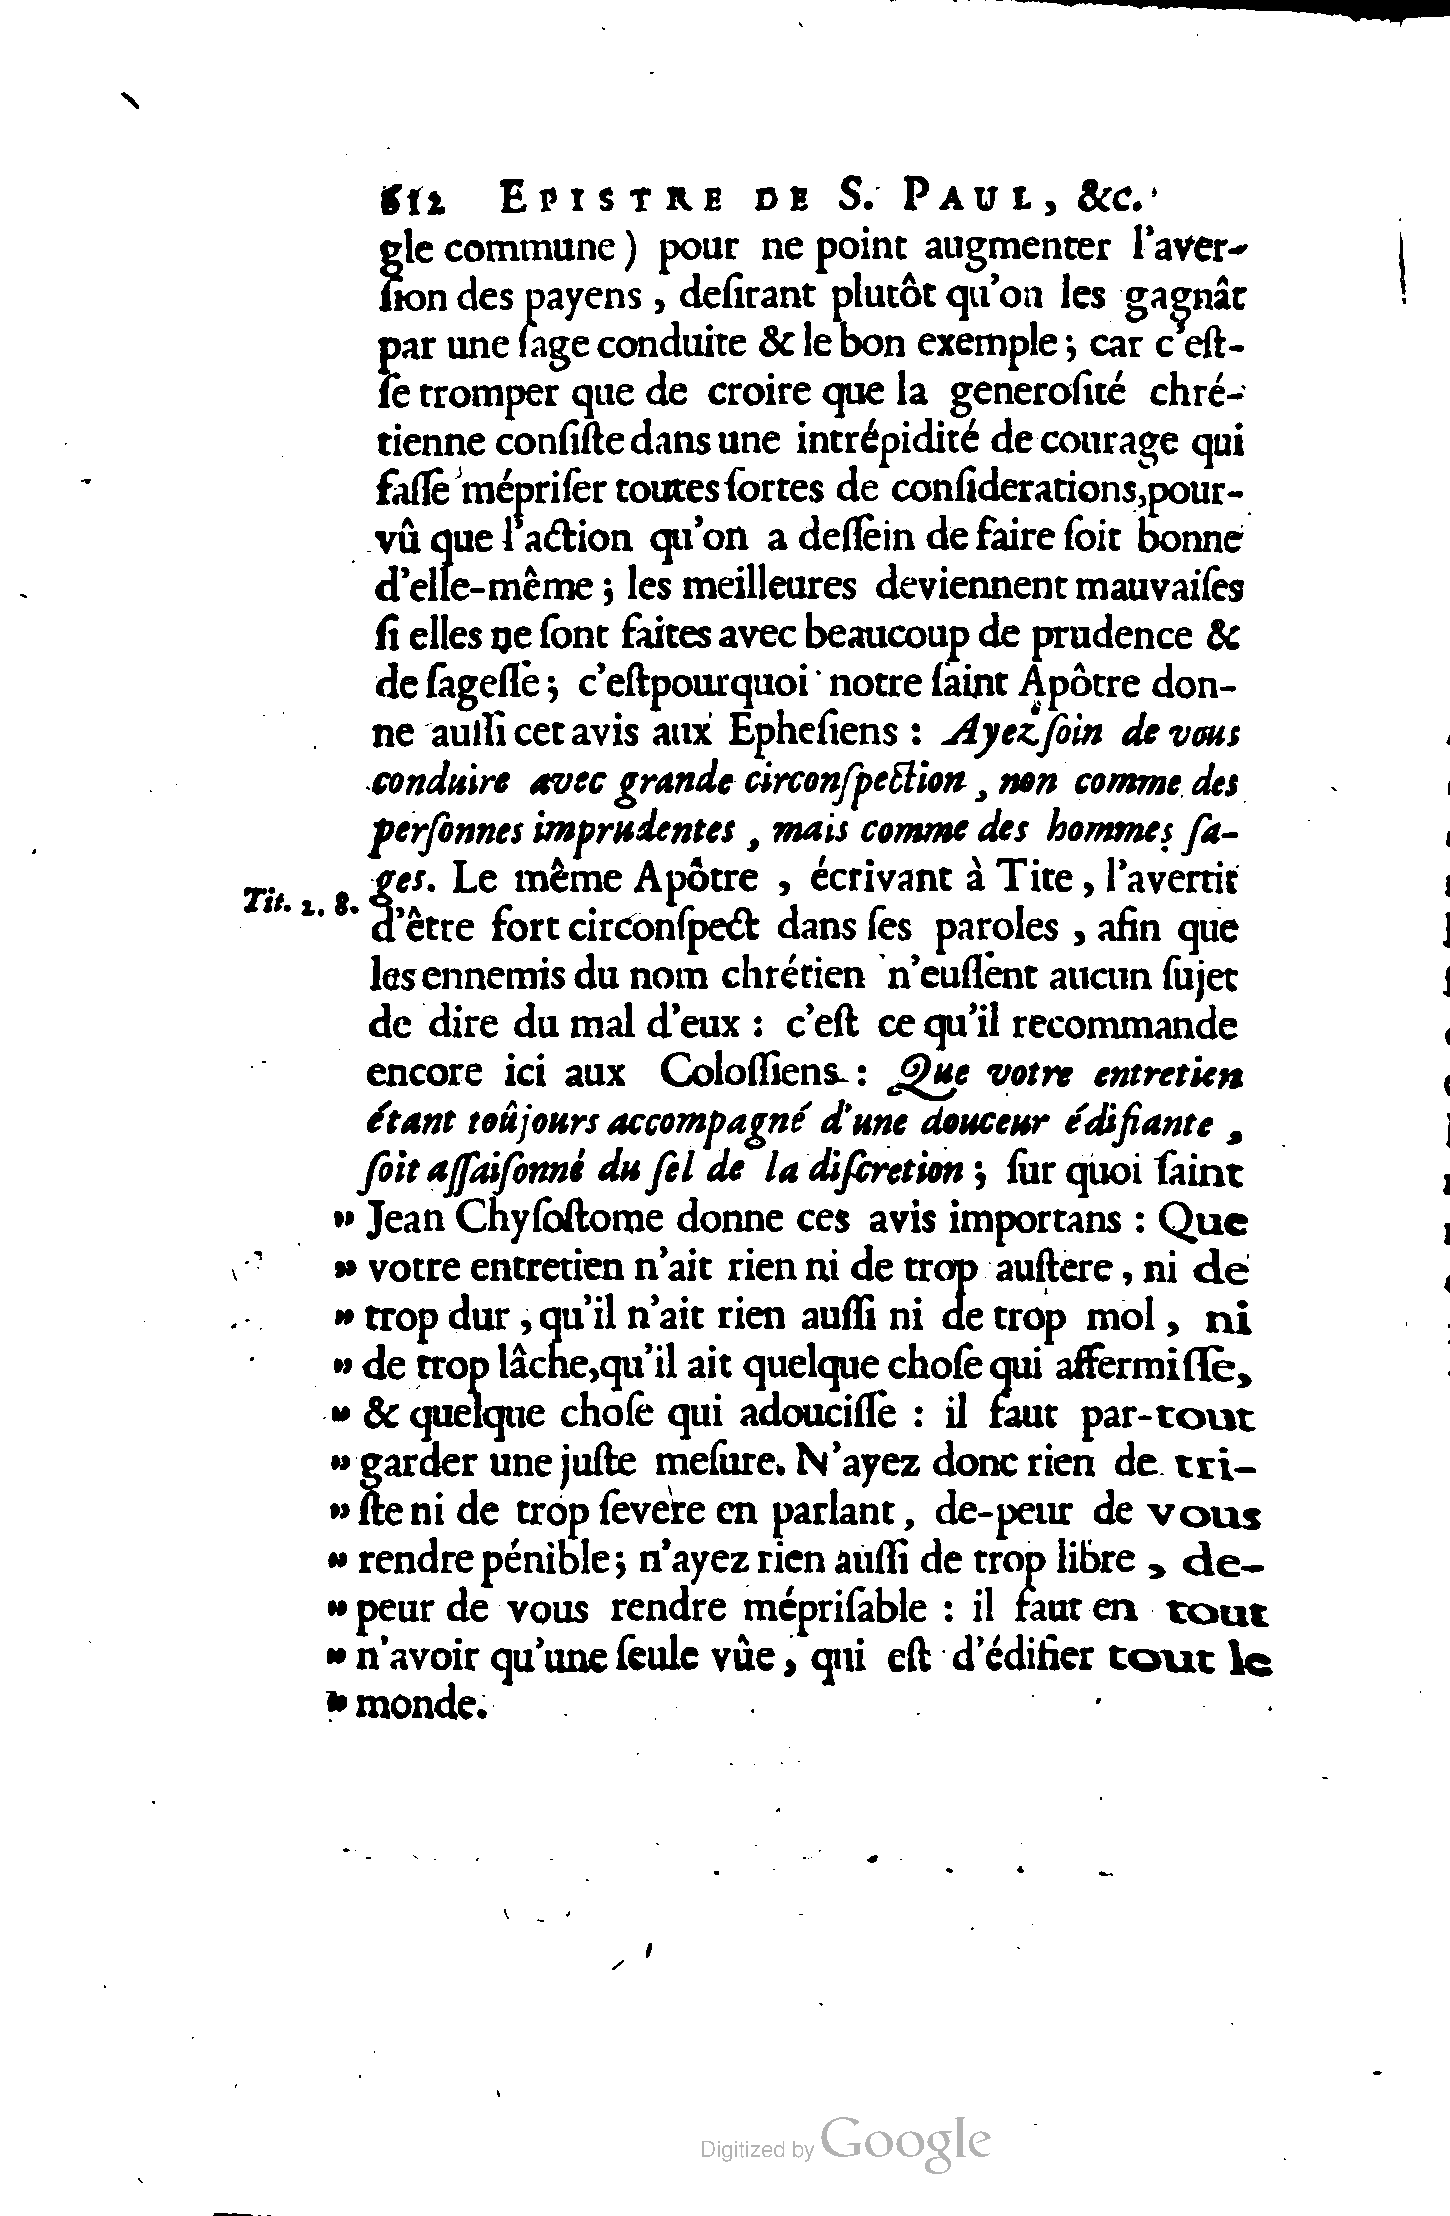 612 EPISTRE DE S. PAUL, &c.
gle commune) pour ne point augmenter l'aver-
ſion des payens, deſirant plutôt qu'on les gagnât
par une ſage conduite & le bon exemple; car c'eſt-
ſe tromper que de croire que la generoſité chré-
tienne conſiſte dans une intrépidité de courage qui
faſſe mépriſer toutes ſortes de conſiderations, pour-
vû que l'action qu'on a deſſein de faire ſoit bonne
d'elle-même; les meilleures deviennent mauvaiſes
ſi elles ne ſont faites avec beaucoup de prudence &
de ſageſſe; c'eſtpourquoi notre ſaint Apôtre don-
ne auſſi cet avis aux Epheſiens : Ayez ſoin de vous
conduire avec grande circonſpection, non comme des
perſonnes imprudentes, mais comme des hommes ſa-
ges. Le même Apôtre, écrivant à Tite, l'avertit
Tit. 2. 8.
d'être fort circonſpect dans ſes paroles, afin que
les ennemis du nom chrétien n'euſſent aucun ſujet
de dire du mal d'eux : c'eſt ce qu'il recommande
encore ici aux Coloſſiens : Que votre entretien
étant toûjours accompagné d'une douceur édifiante,
ſoit aſſaiſonné du ſel de la diſcretion; ſur quoi ſaint
" Jean Chyſoſtome donne ces avis importans : Que
" votre entretien n'ait rien ni de trop auſtere, ni de
" trop dur, qu'il n'ait rien auſſi ni de trop mol, ni
" de trop lâche, qu'il ait quelque choſe qui affermiſſe,
" & quelque choſe qui adouciſſe : il faut par-tout
" garder une juſte meſure. N'ayez donc rien de tri-
" ſte ni de trop ſevere en parlant, de-peur de vous
" rendre pénible; n'ayez rien auſſi de trop libre, de-
" peur de vous rendre mépriſable : il faut en tout
" n'avoir qu'une ſeule vûe, qui eſt d'édifier tout le
" monde.
Digitized by Google